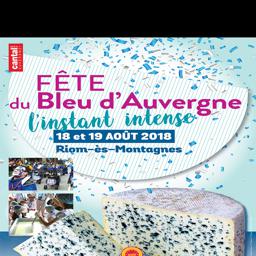 cantal
FÊTE
du Bleu d'Auvergne
l'instant intense
18 et 19 AOÛT 2018
Riom-ès-Montagnes